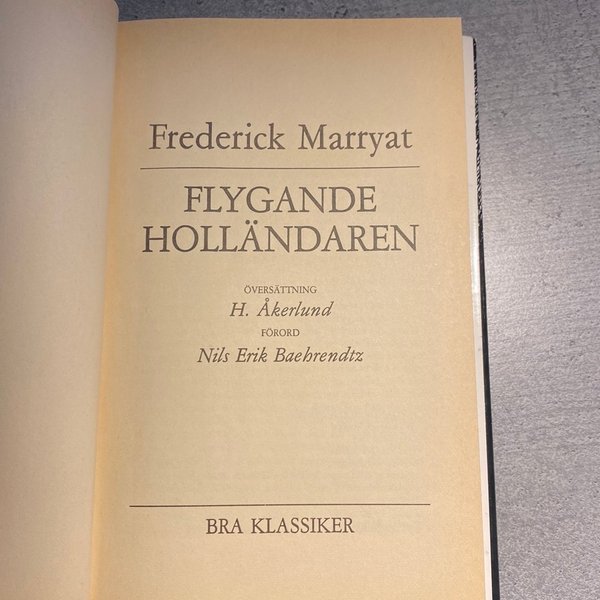 Frederick Marryat
FLYGANDE
HOLLÄNDAREN
ÖVERSÄTTNING
H. Åkerlund
FÖRORD
Nils Erik Baehrendtz
BRA KLASSIKER